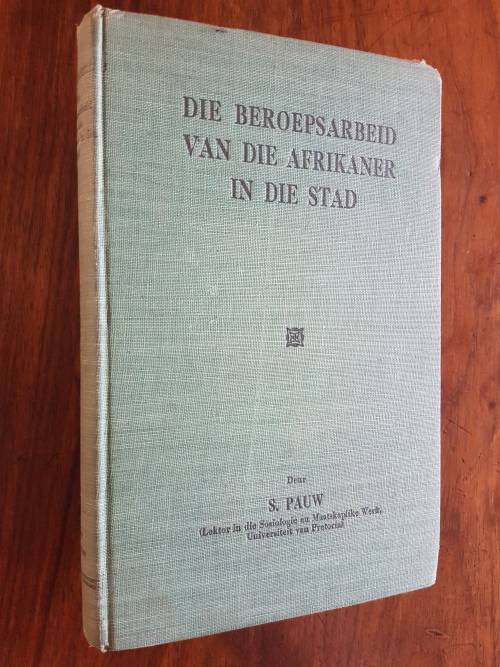 DIE BEROEPSARBEID
VAN DIE AFRIKANER
IN DIE STAD
Deur
S. PAUW
(Lektor in die Sosiologie en Maatskaplike Werk,
Universiteit van Pretoria)